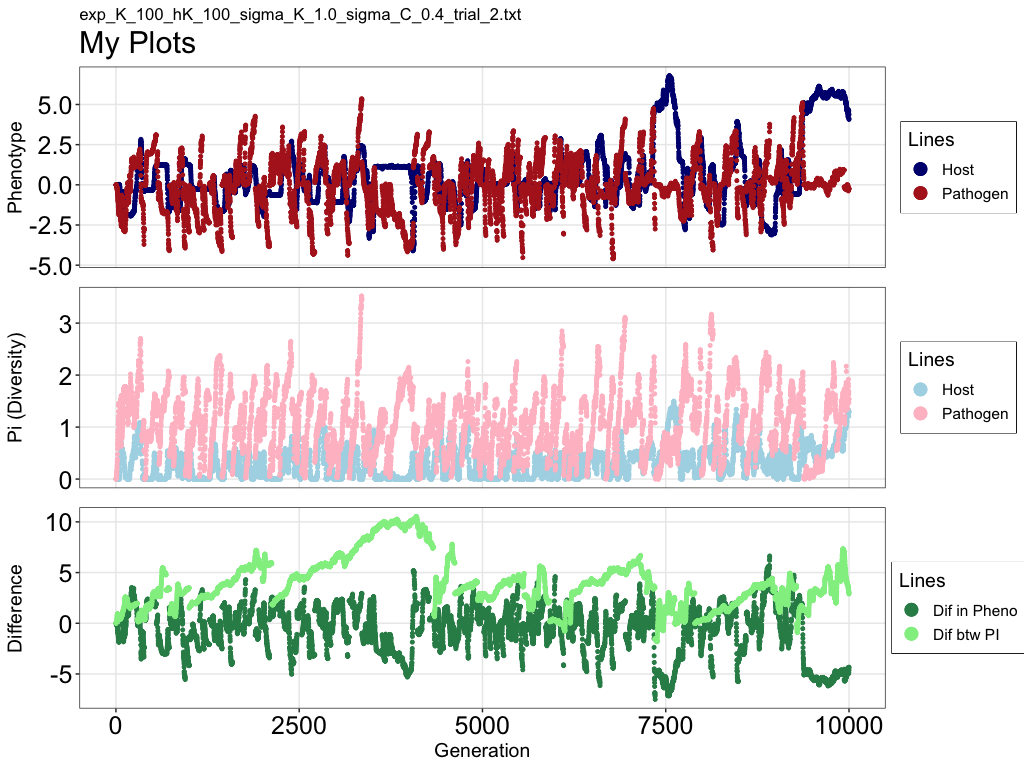 exp_K_100_hK_100_sigma_K_1.0_sigma_C_0.4_trial_2.txt
My Plots
Phenotype
5.0
2.5
0.0
-2.5
-5.0
Lines
Host
Pathogen
Pi (Diversity)
3
2
1
0
Lines
Host
Pathogen
Difference
10
5
0
-5
Lines
Dif in Pheno
Dif btw PI
0 2500 5000 7500 10000
Generation